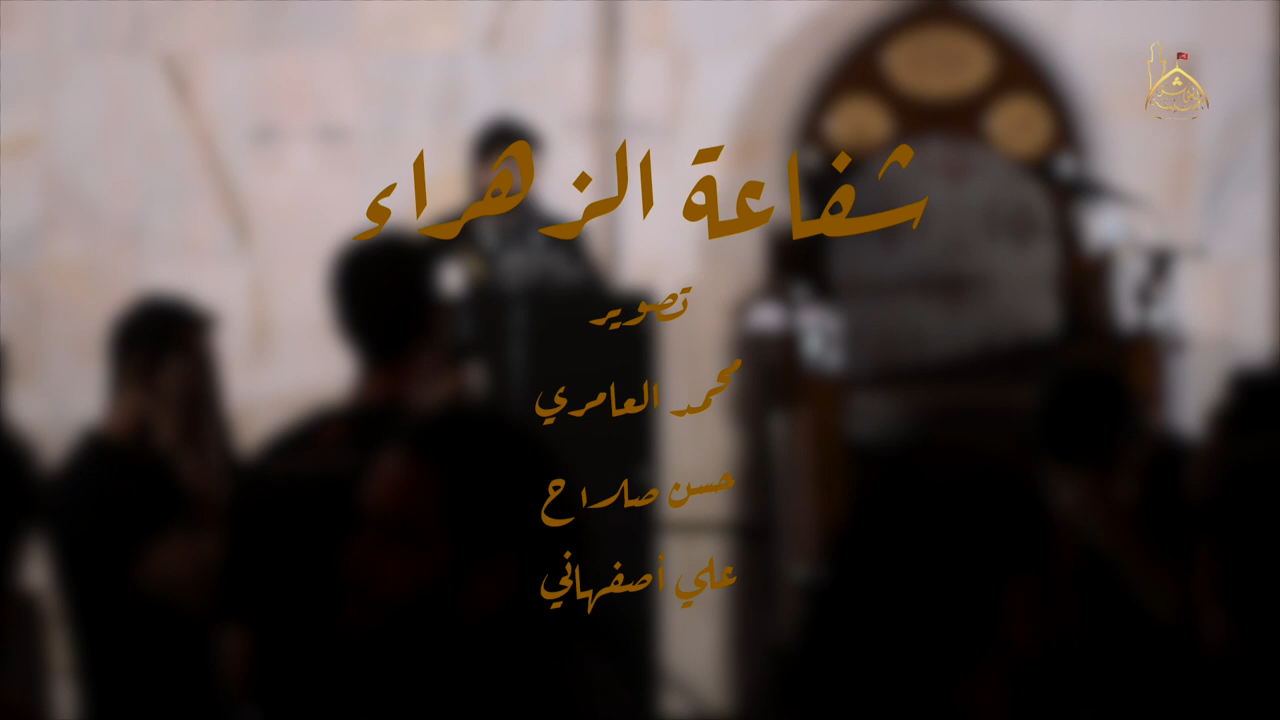 شفاعة الزهراء
تصوير
محمد العامري
حسن صلاح
علي أصفهاني